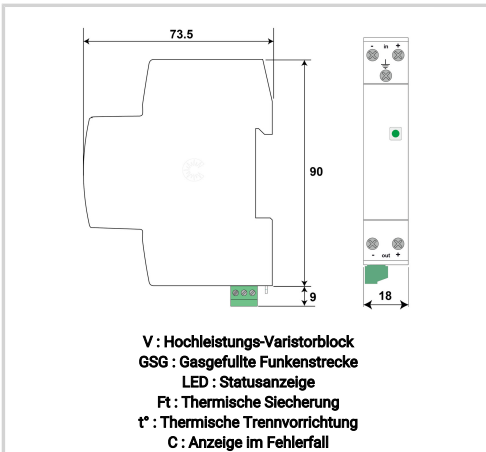 73.5
- in +
90
- out +
9
18
V : Hochleistungs-Varistorblock
GSG : Gasgefullte Funkenstrecke
LED : Statusanzeige
Ft : Thermische Siecherung
t° : Thermische Trennvorrichtung
C : Anzeige im Fehlerfall